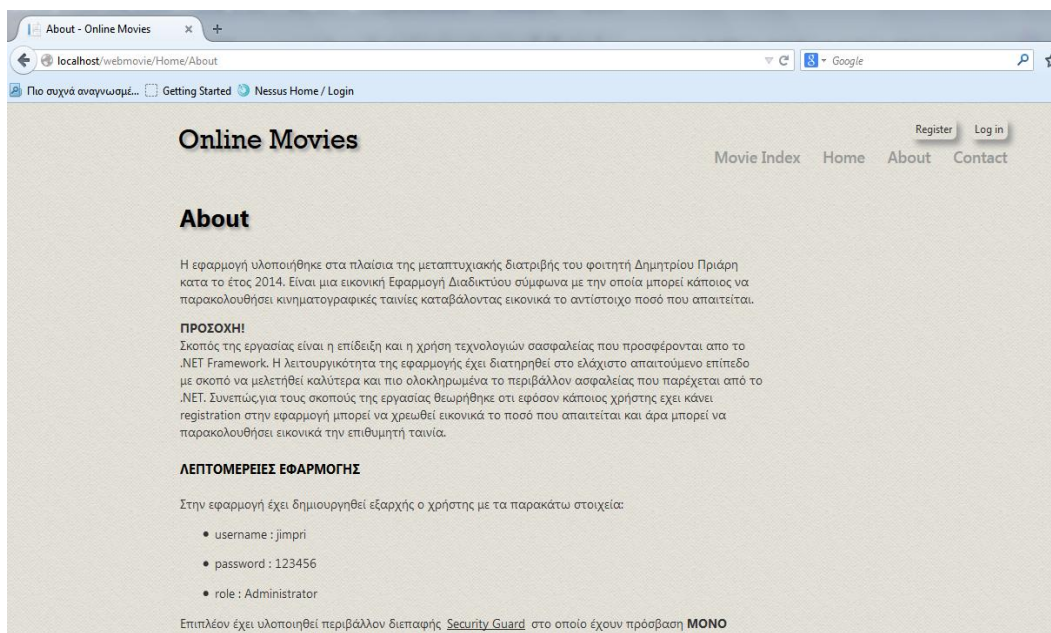 About - Online Movies
localhost/webmovie/Home/About
Google
Πιο συχνά αναγνωσμέ...
Getting Started
Nessus Home / Login
Online Movies
Register
Log in
Movie Index
Home
About
Contact
About
Η εφαρμογή υλοποιήθηκε στα πλαίσια της μεταπτυχιακής διατριβής του φοιτητή Δημητρίου Πριάρη
κατα το έτος 2014. Είναι μια εικονική Εφαρμογή Διαδικτύου σύμφωνα με την οποία μπορεί κάποιος να
παρακολουθήσει κινηματογραφικές ταινίες καταβάλοντας εικονικά το αντίστοιχο ποσό που απαιτείται.
ΠΡΟΣΟΧΗ!
Σκοπός της εργασίας είναι η επίδειξη και η χρήση τεχνολογιών σασφαλείας που προσφέρονται απο το
.NET Framework. Η λειτουργικότητα της εφαρμογής έχει διατηρηθεί στο ελάχιστο απαιτούμενο επίπεδο
με σκοπό να μελετήθεί καλύτερα και πιο ολοκληρωμένα το περιβάλλον ασφαλείας που παρέχεται από το
.NET. Συνεπώς,για τους σκοπούς της εργασίας θεωρήθηκε οτι εφόσον κάποιος χρήστης εχει κάνει
registration στην εφαρμογή μπορεί να χρεωθεί εικονικά το ποσό που απαιτείται και άρα μπορεί να
παρακολουθήσει εικονικά την επιθυμητή ταινία.
ΛΕΠΤΟΜΕΡΕΙΕΣ ΕΦΑΡΜΟΓΗΣ
Στην εφαρμογή έχει δημιουργηθεί εξαρχής ο χρήστης με τα παρακάτω στοιχεία:
• username : jimpri
• password : 123456
• role : Administrator
Επιπλέον έχει υλοποιηθεί περιβάλλον διεπαφής Security Guard στο οποίο έχουν πρόσβαση ΜΟΝΟ